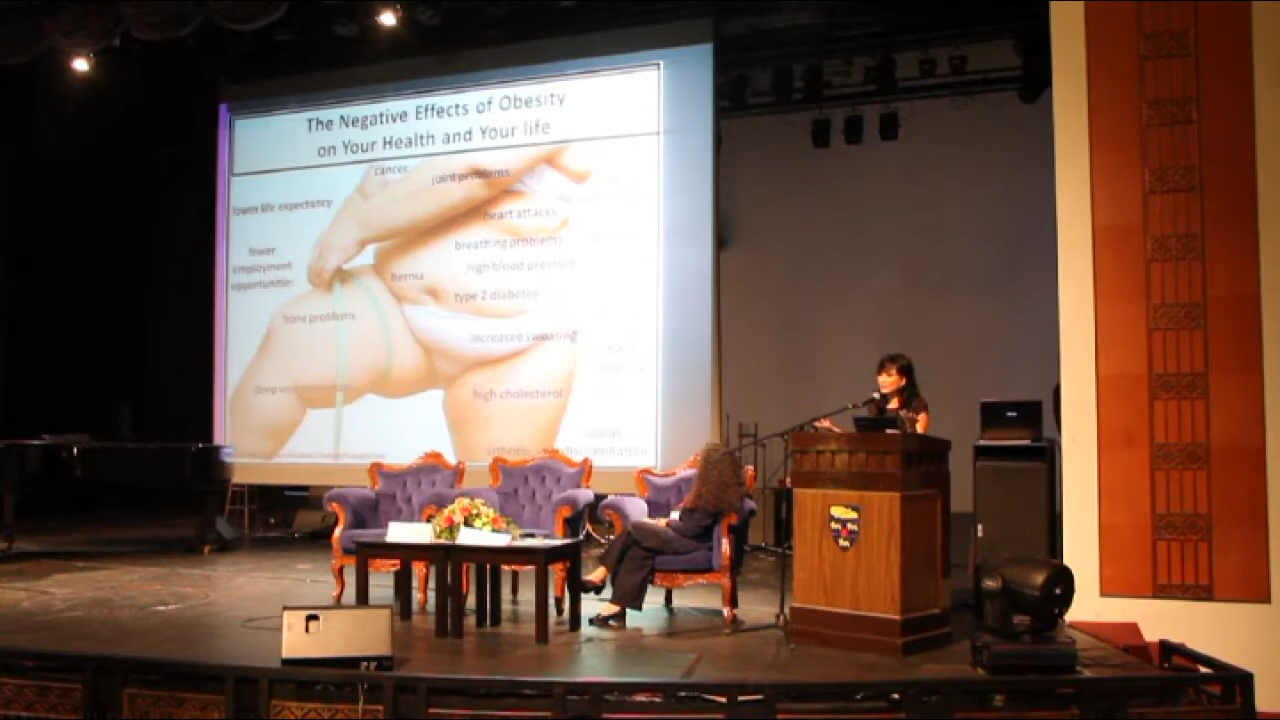 The Negative Effects of Obesity
on Your Health and Your life
cancer
joint problems
lower life expectancy
heart attacks
breathing problems
fewer
employment
opportunities
hernia
high blood pressure
type 2 diabetes
bone problems
increased sweating
high cholesterol